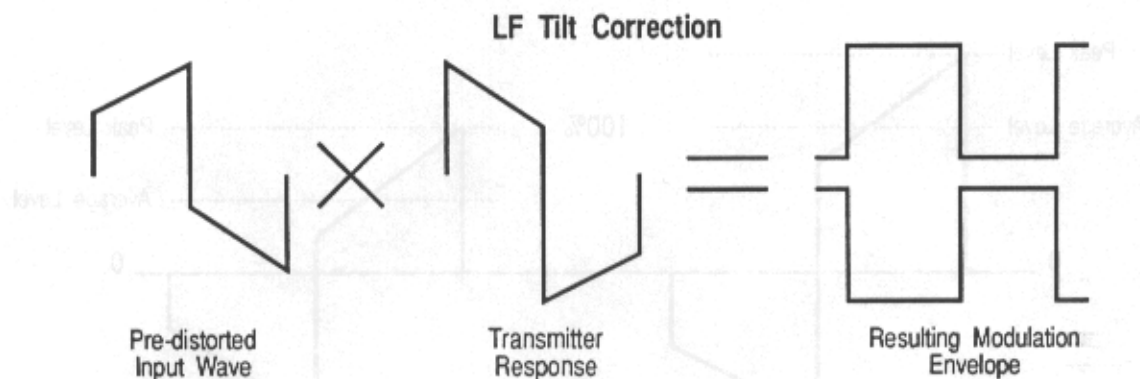 LF Tilt Correction
Pre-distorted
Input Wave
Transmitter
Response
Resulting Modulation
Envelope